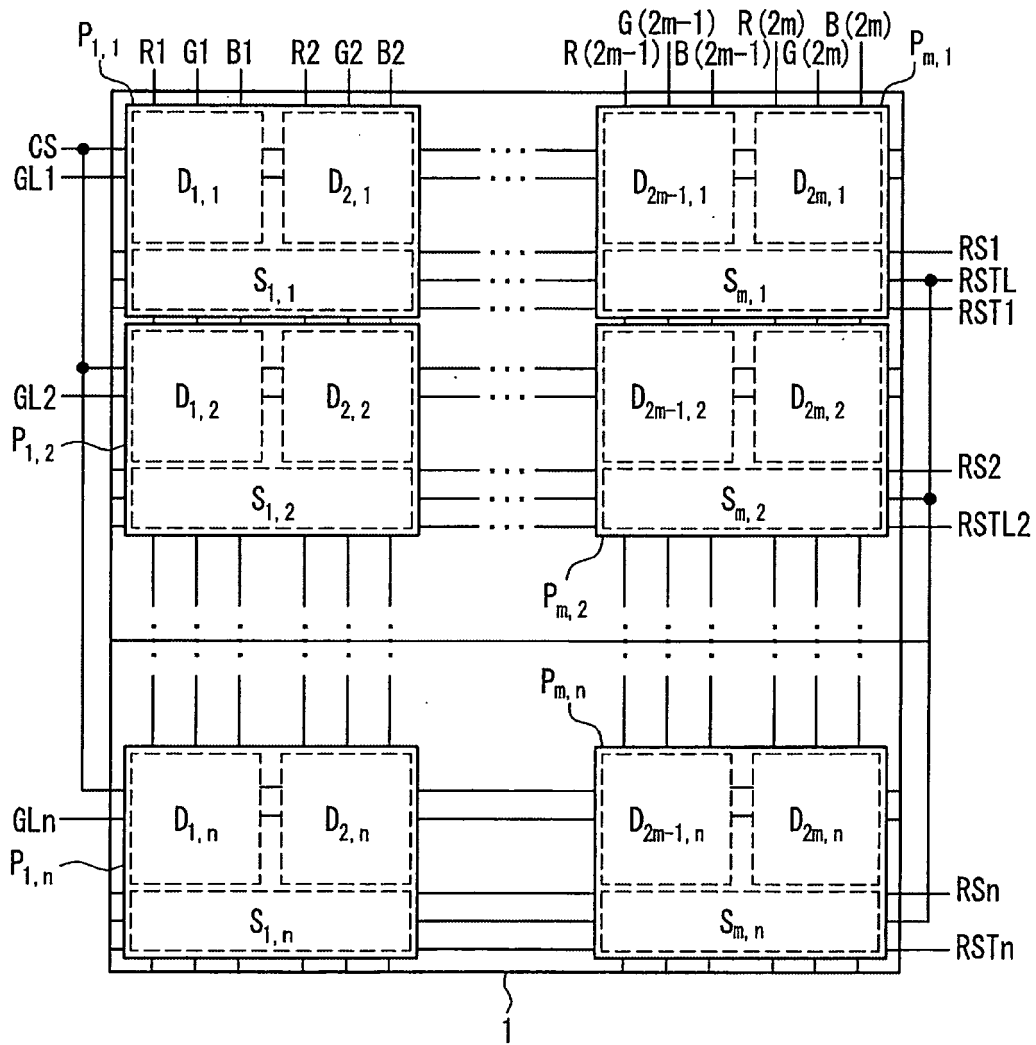 G(2m-1) R(2m) B(2m)
P1,1 R1 G1 B1 R2 G2 B2 R(2m-1) B(2m-1) G(2m) Pm,1
CS
GL1
D1,1 D2,1 ... D2m-1,1 D2m,1
RS1
S1,1 ... Sm,1 RSTL
RST1
GL2
D1,2 D2,2 ... D2m-1,2 D2m,2
P1,2
RS2
S1,2 ... Sm,2
RSTL2
Pm,2
Pm,n
GLn
D1,n D2,n D2m-1,n D2m,n
P1,n
RSn
S1,n Sm,n
RSTn
1